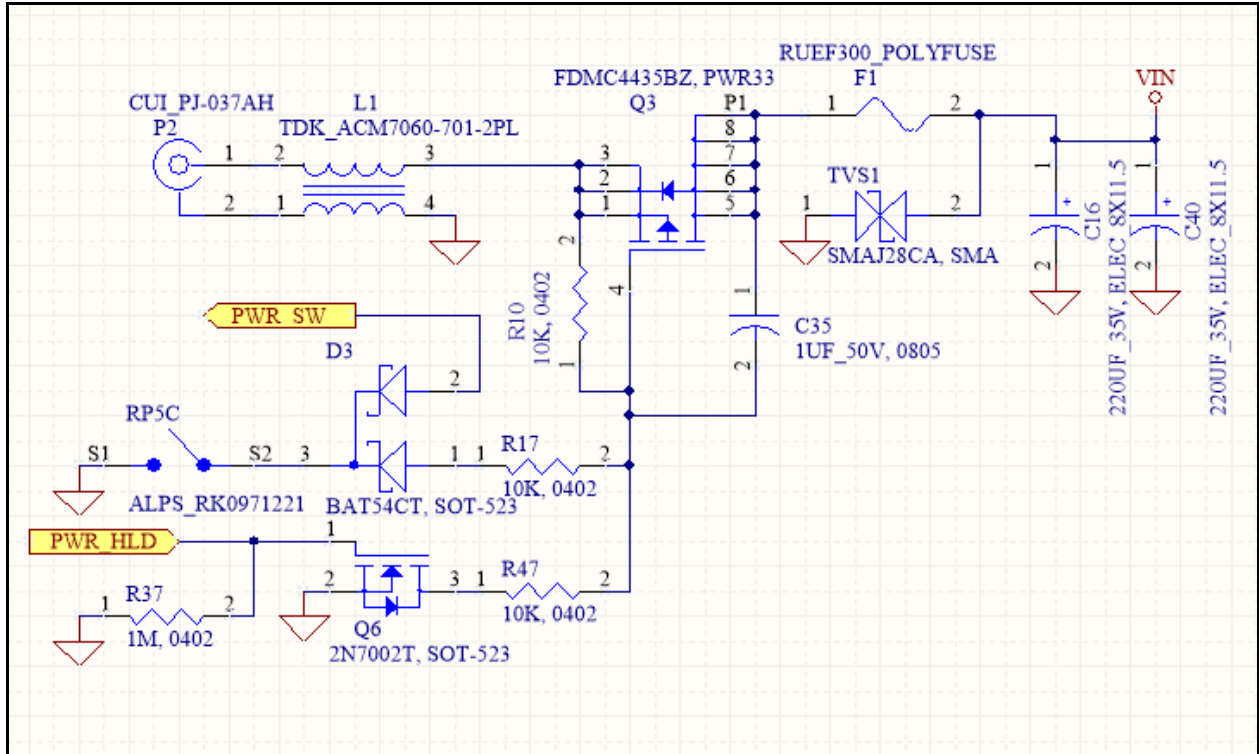 RUEF300_POLYFUSE
F1
FDMC4435BZ, PWR33
Q3
P1
VIN
CUI_PJ-037AH
P2
L1
TDK_ACM7060-701-2PL
1 2
3
2 1
4
3
2
1
8
7
6
5
4
1 2
TVS1
1 2
SMAJ28CA, SMA
1
2
C16
220UF_35V, ELEC_8X11.5
+
1
2
C40
220UF_35V, ELEC_8X11.5
+
2
R10
10K, 0402
1
1
C35
1UF_50V, 0805
2
PWR_SW
D3
2
RP5C
S1 S2 3
1 1
R17
2
10K, 0402
ALPS_RK0971221
BAT54CT, SOT-523
PWR_HLD
1
2
3 1
R47
2
10K, 0402
R37
1 2
1M, 0402
Q6
2N7002T, SOT-523